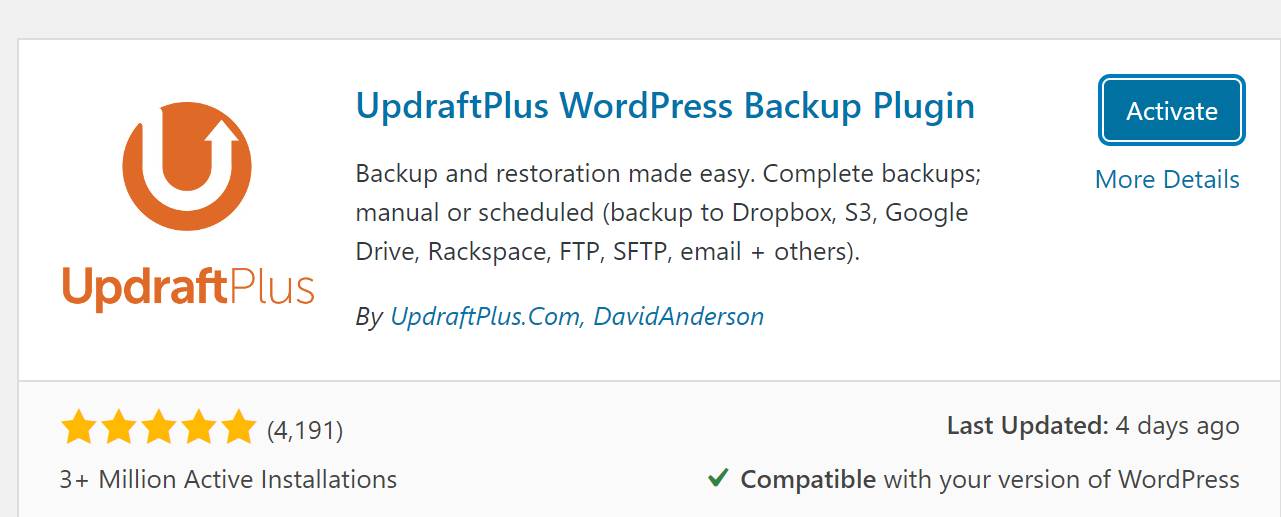 UpdraftPlus WordPress Backup Plugin
Activate
More Details
Backup and restoration made easy. Complete backups;
manual or scheduled (backup to Dropbox, S3, Google
Drive, Rackspace, FTP, SFTP, email + others).
By UpdraftPlus.Com, DavidAnderson
UpdraftPlus
(4,191)
3+ Million Active Installations
Last Updated: 4 days ago
Compatible with your version of WordPress